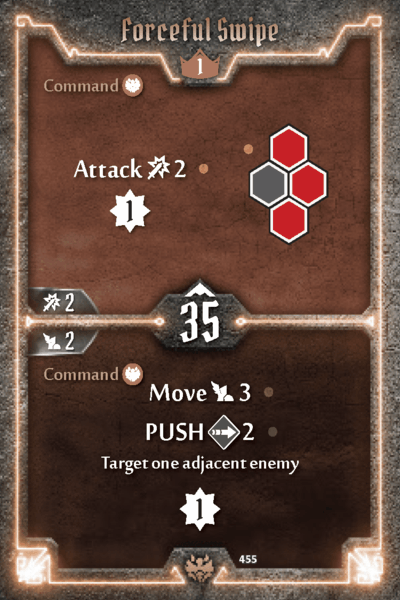 Forceful Swipe
1
Command
Attack 2
1
2
35
2
Command
Move 3
PUSH 2
Target one adjacent enemy
1
455